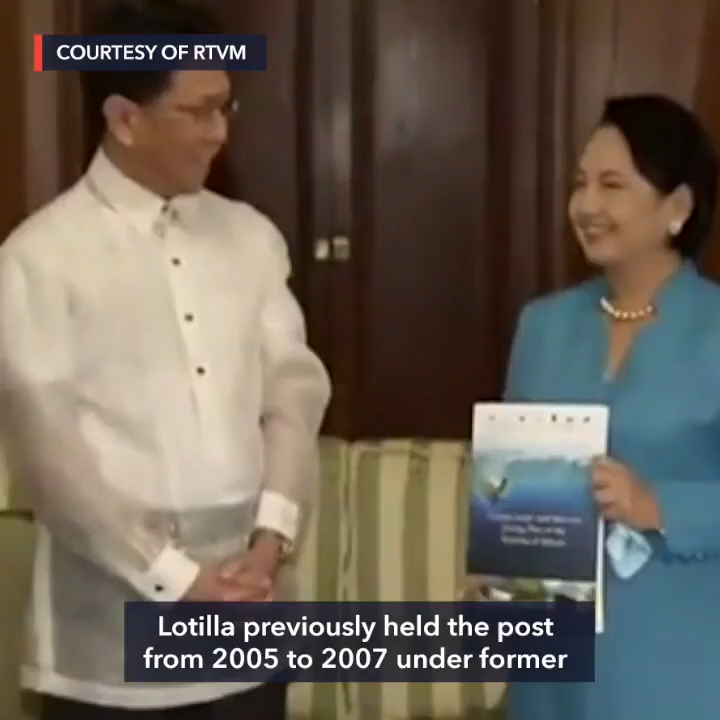 COURTESY OF RTVM
Lotilla previously held the post
from 2005 to 2007 under former